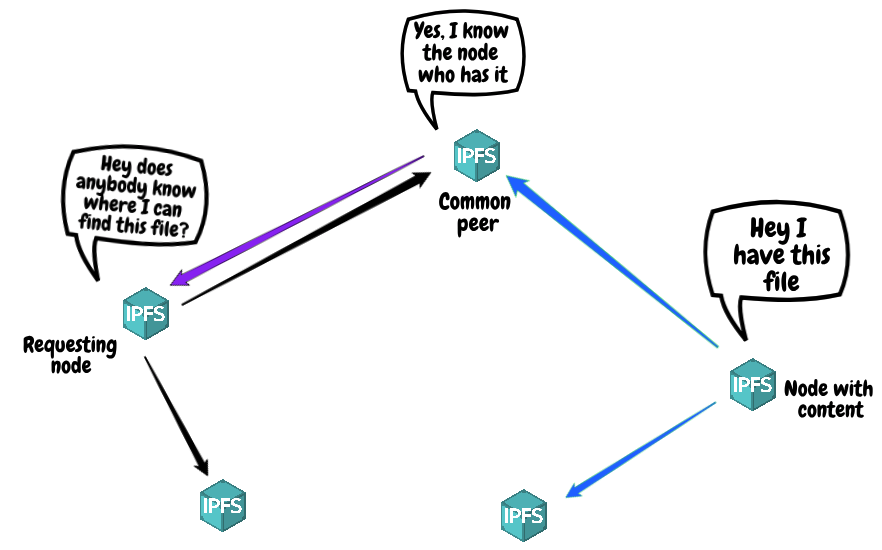 Yes, I know
the node
who has it
IPFS
Common
peer
Hey does
anybody know
where I can
find this file?
IPFS
Requesting
node
Hey I
have this
file
IPFS
Node with
content
IPFS
IPFS